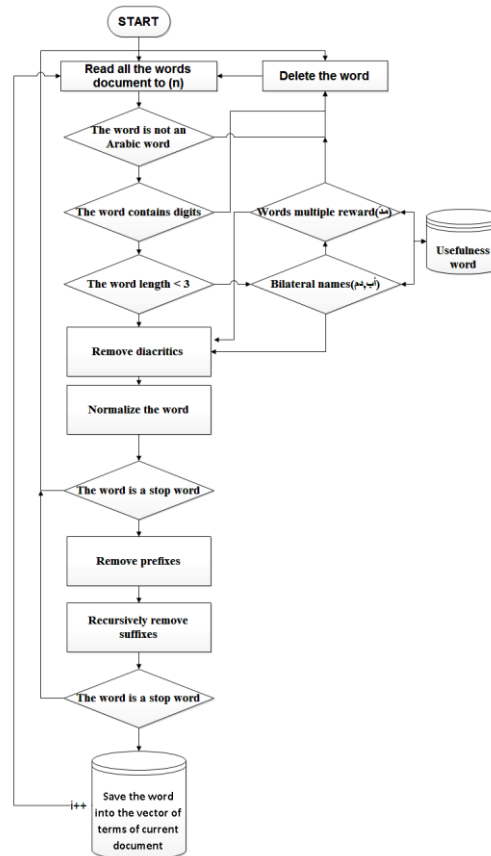 START
Read all the words
document to (n)
Delete the word
The word is not an
Arabic word
The word contains digits
Words multiple reward(مدّ)
Usefulness
word
The word length < 3
Bilateral names(أب,دم)
Remove diacritics
Normalize the word
The word is a stop word
Remove prefixes
Recursively remove
suffixes
The word is a stop word
i++
Save the word
into the vector of
terms of current
document